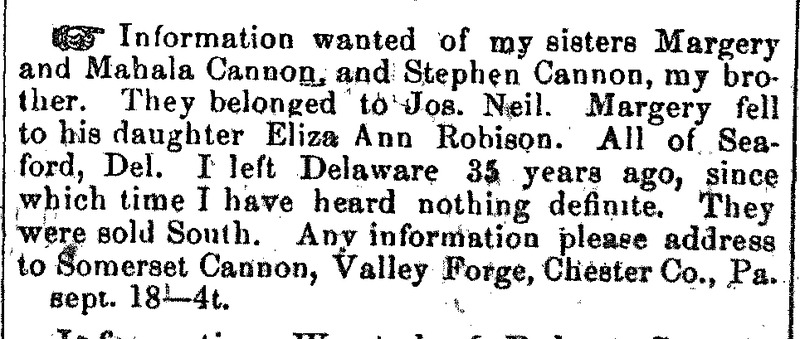 ☞ Information wanted of my sisters Margery
and Mahala Cannon, and Stephen Cannon, my bro-
ther. They belonged to Jos. Neil. Margery fell
to his daughter Eliza Ann Robison. All of Sea-
ford, Del. I left Delaware 35 years ago, since
which time I have heard nothing definite. They
were sold South. Any information please address
to Somerset Cannon, Valley Forge, Chester Co., Pa.
sept. 18—4t.